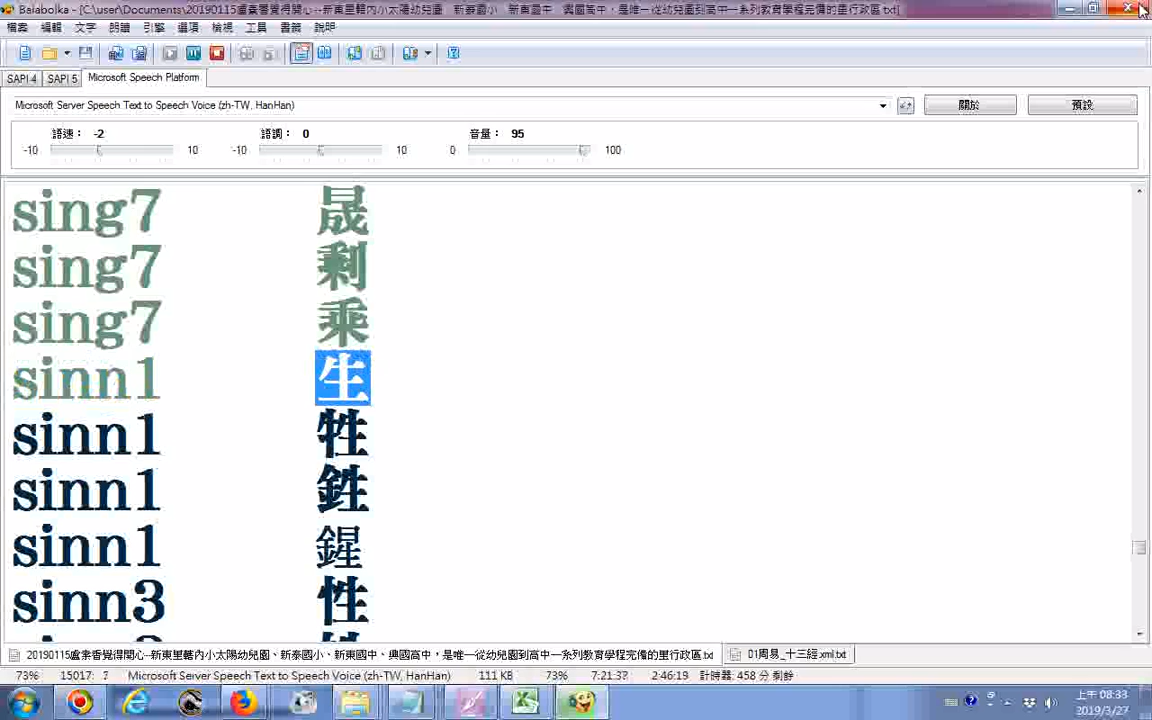 Balabolka - [C:\user\Documents\20190115盧彙香覺得開心--新東里轄內小太陽幼兒園、新泰國小、新東國中、興國高中，是唯一從幼兒園到高中一系列教育學程完備的里行政區.txt]
檔案 編輯 文字 朗讀 引擎 選項 檢視 工具 書籤 說明
SAPI 4 SAPI 5 Microsoft Speech Platform
Microsoft Server Speech Text to Speech Voice (zh-TW, HanHan) 關於 預設
語速： -2 語調： 0 音量： 95
-10 10 -10 10 0 100
sing7 晟
sing7 剩
sing7 乘
sinn1 生
sinn1 牲
sinn1 鉎
sinn1 鍟
sinn3 性
20190115盧彙香覺得開心--新東里轄內小太陽幼兒園、新泰國小、新東國中、興國高中，是唯一從幼兒園到高中一系列教育學程完備的里行政區.txt 01周易_十三經.xml.txt
73% 15017: Microsoft Server Speech Text to Speech Voice (zh-TW, HanHan) 111 KB 73% 7:21:37 2:46:19 計時器: 458 分 剩餘
上午 08:33
2019/3/27